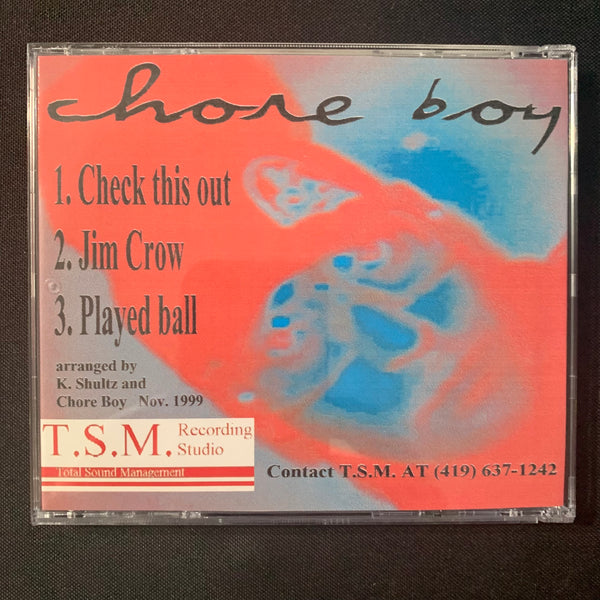 chore boy
1. Check this out
2. Jim Crow
3. Played ball
arranged by
K. Shultz and
Chore Boy Nov. 1999
T.S.M. Recording Studio
Total Sound Management
Contact T.S.M. AT (419) 637-1242